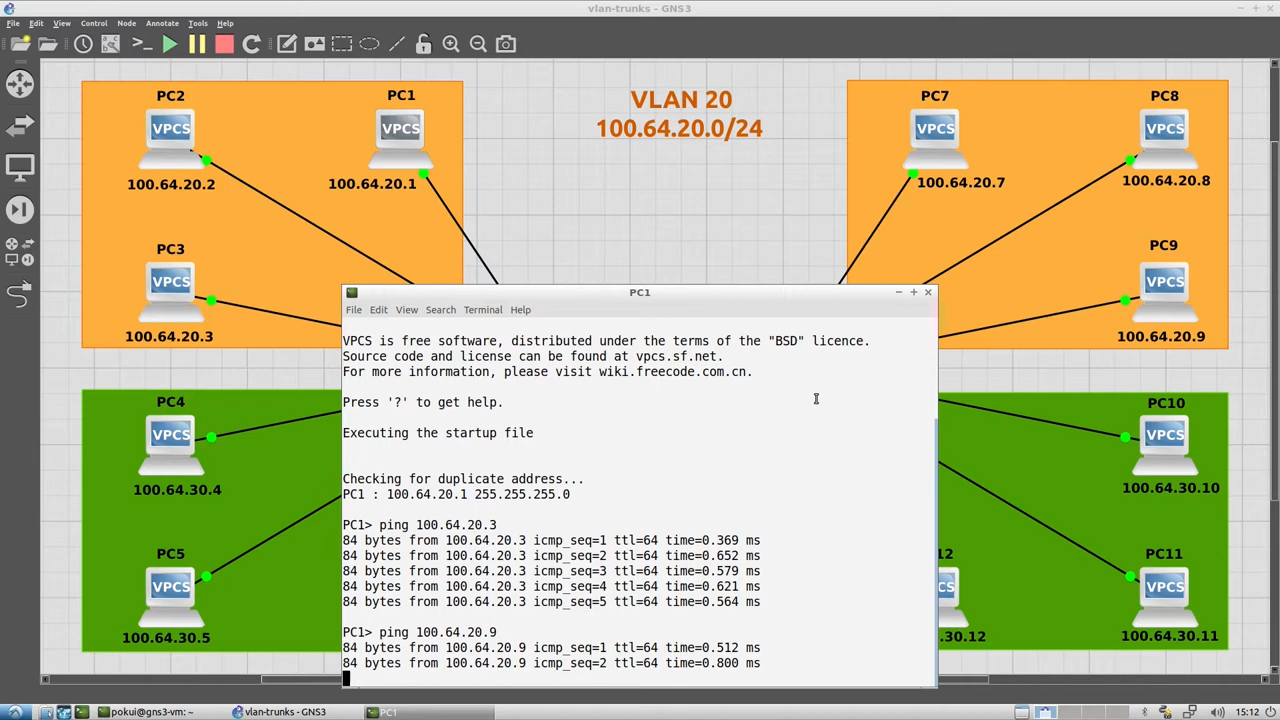 vlan-trunks - GNS3
File Edit View Control Node Annotate Tools Help
PC2
PC1
VPCS
VPCS
100.64.20.2
100.64.20.1
PC3
VPCS
100.64.20.3
VLAN 20
100.64.20.0/24
PC7
PC8
VPCS
VPCS
100.64.20.7
100.64.20.8
PC9
VPCS
100.64.20.9
PC4
VPCS
100.64.30.4
PC5
VPCS
100.64.30.5
PC1
File Edit View Search Terminal Help
VPCS is free software, distributed under the terms of the "BSD" licence.
Source code and license can be found at vpcs.sf.net.
For more information, please visit wiki.freecode.com.cn.
Press '?' to get help.
Executing the startup file
Checking for duplicate address...
PC1 : 100.64.20.1 255.255.255.0
PC1> ping 100.64.20.3
84 bytes from 100.64.20.3 icmp_seq=1 ttl=64 time=0.369 ms
84 bytes from 100.64.20.3 icmp_seq=2 ttl=64 time=0.652 ms
84 bytes from 100.64.20.3 icmp_seq=3 ttl=64 time=0.579 ms
84 bytes from 100.64.20.3 icmp_seq=4 ttl=64 time=0.621 ms
84 bytes from 100.64.20.3 icmp_seq=5 ttl=64 time=0.564 ms
PC1> ping 100.64.20.9
84 bytes from 100.64.20.9 icmp_seq=1 ttl=64 time=0.512 ms
84 bytes from 100.64.20.9 icmp_seq=2 ttl=64 time=0.800 ms
PC10
VPCS
100.64.30.10
12
PC11
CS
VPCS
.30.12
100.64.30.11
pokui@gns3-vm: ~
vlan-trunks - GNS3
PC1
15:12